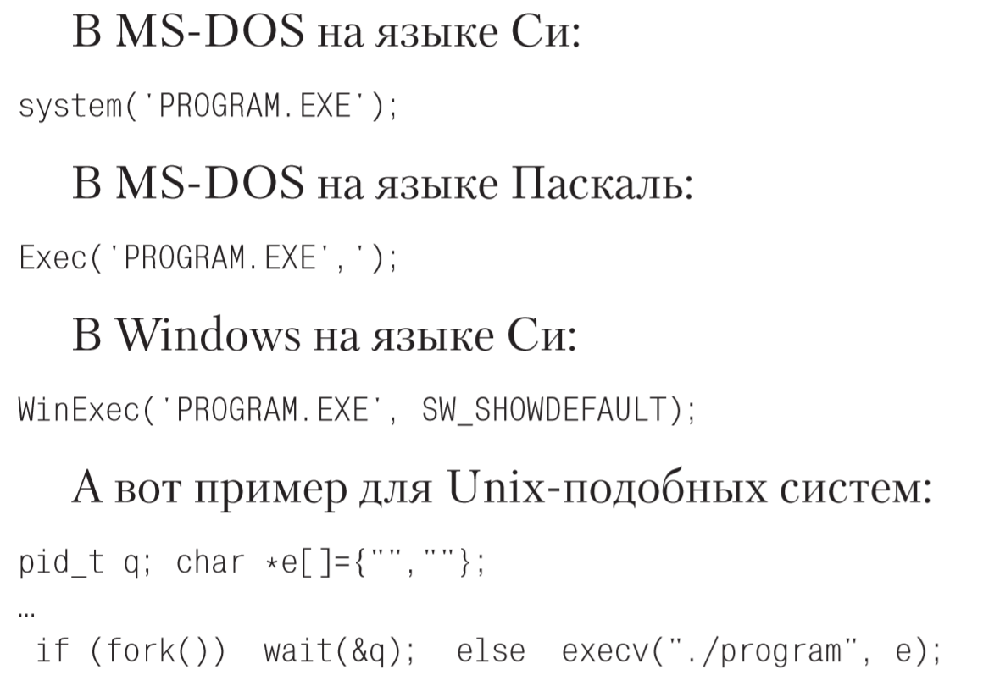 В MS-DOS на языке Си:
system('PROGRAM.EXE');
В MS-DOS на языке Паскаль:
Exec('PROGRAM.EXE','');
В Windows на языке Си:
WinExec('PROGRAM.EXE', SW_SHOWDEFAULT);
А вот пример для Unix-подобных систем:
pid_t q; char *e[]={"",""};
…
if (fork()) wait(&q); else execv("./program", e);